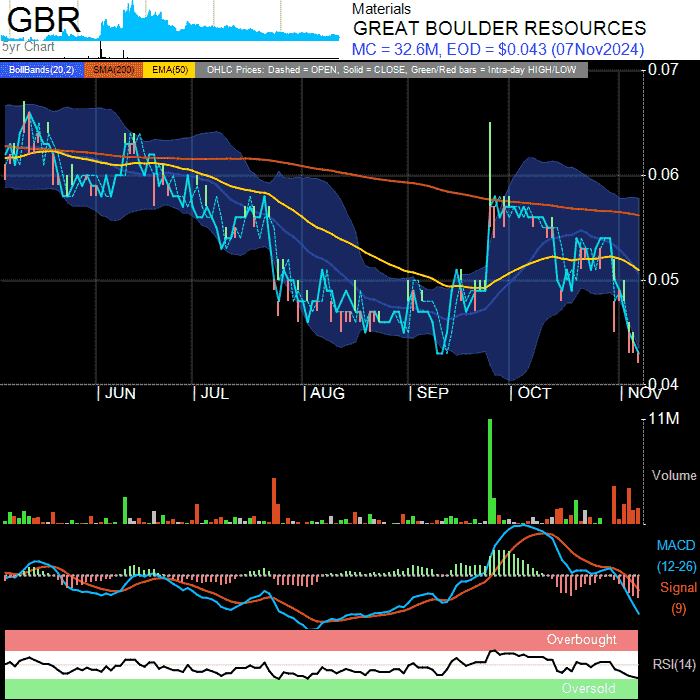 GBR
5yr Chart
Materials
GREAT BOULDER RESOURCES
MC = 32.6M, EOD = $0.043 (07Nov2024)
BollBands(20,2) SMA(200) EMA(50) OHLC Prices: Dashed = OPEN, Solid = CLOSE, Green/Red bars = Intra-day HIGH/LOW
0.07
0.06
0.05
0.04
JUN JUL AUG SEP OCT NOV
11M
Volume
MACD
(12-26)
Signal
(9)
Overbought
RSI(14)
Oversold